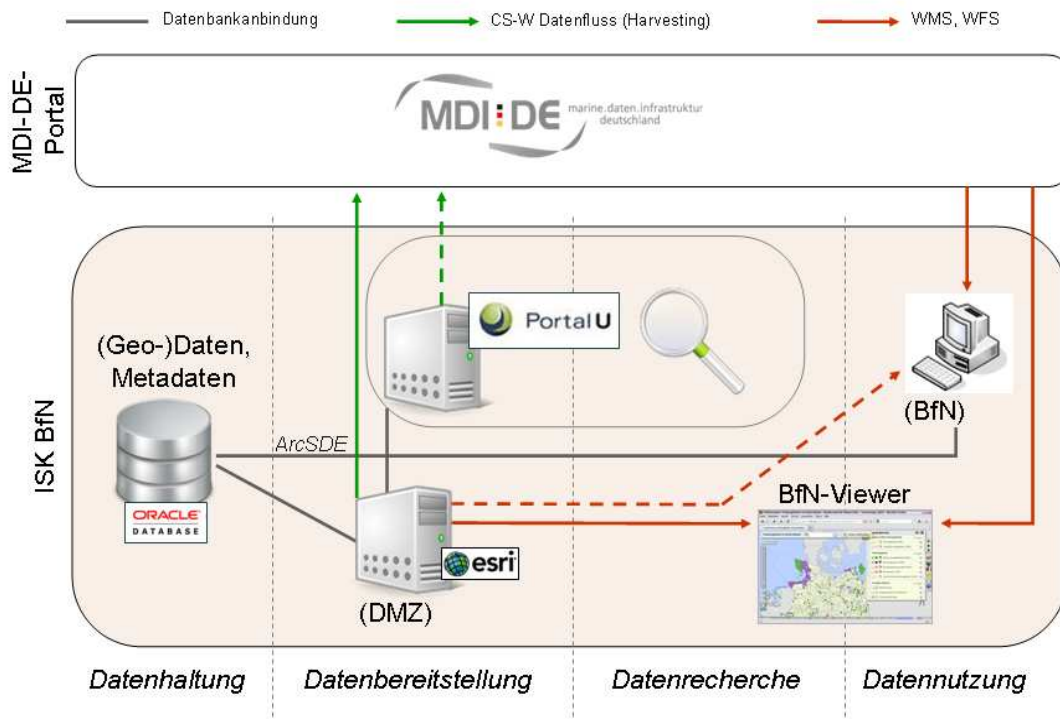 Datenbankanbindung
CS-W Datenfluss (Harvesting)
WMS, WFS
MDI-DE-
Portal
MDI:DE
marine.daten.infrastruktur
deutschland
ISK BfN
PortalU
(Geo-)Daten,
Metadaten
(BfN)
ArcSDE
BfN-Viewer
ORACLE
DATABASE
esri
(DMZ)
Datenhaltung
Datenbereitstellung
Datenrecherche
Datennutzung